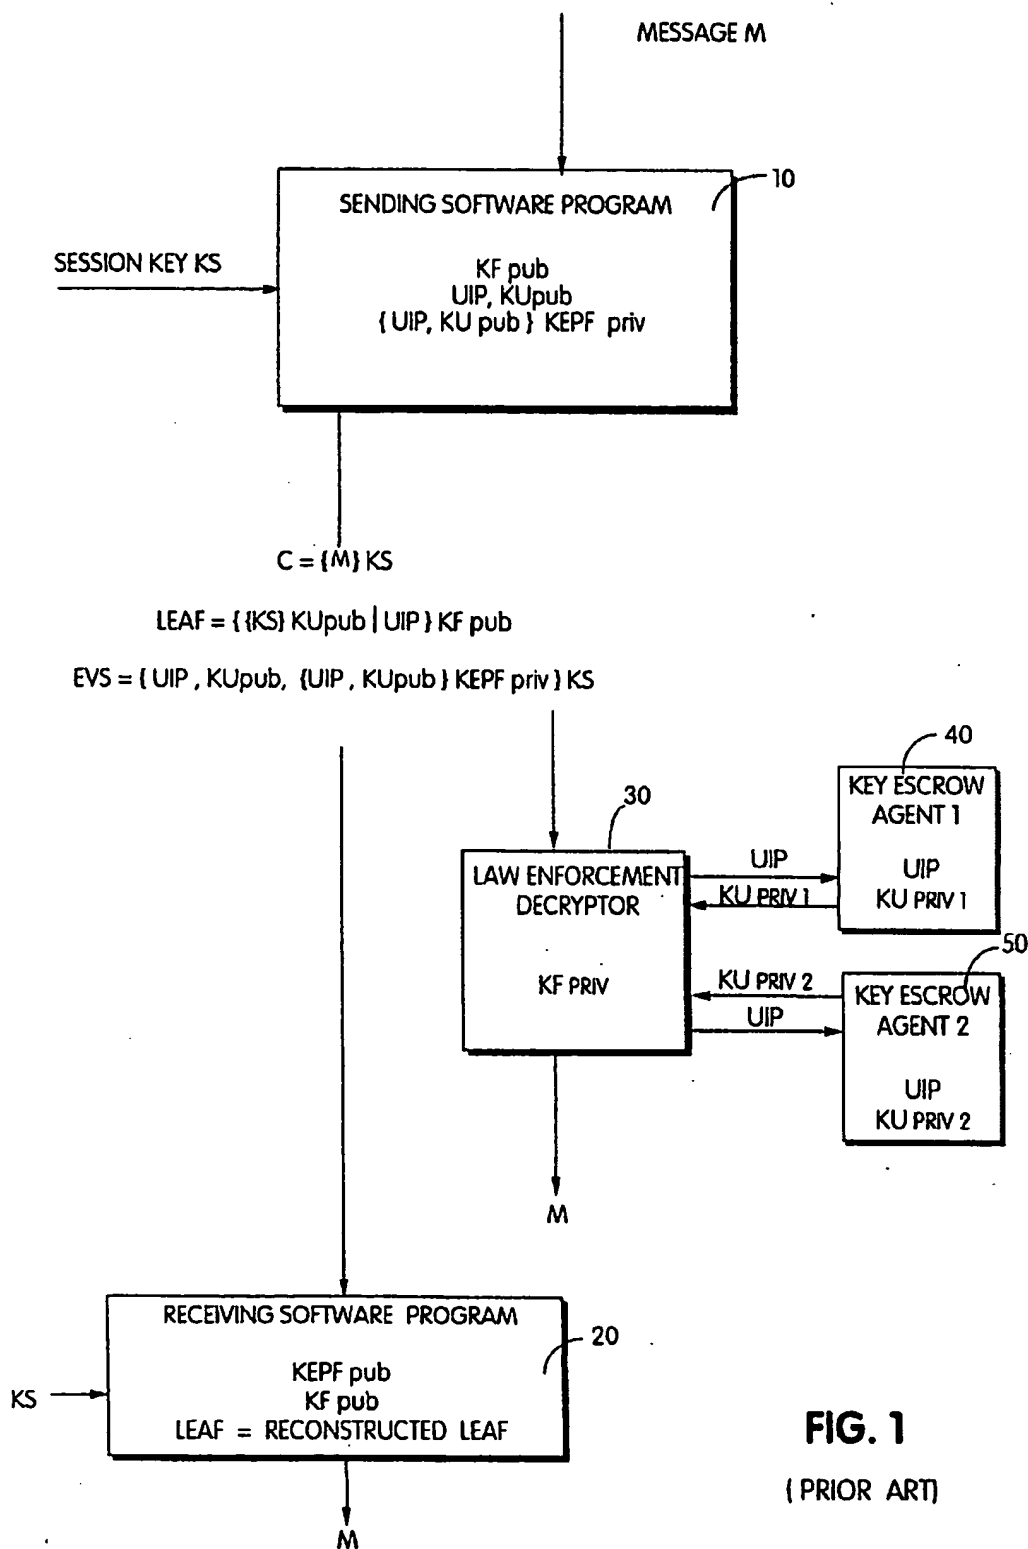 MESSAGE M
10
SENDING SOFTWARE PROGRAM
SESSION KEY KS
KF pub
UIP, KUpub
{ UIP, KU pub } KEPF priv
C = {M} KS
LEAF = { {KS} KUpub | UIP } KF pub
EVS = { UIP , KUpub, {UIP , KUpub } KEPF priv } KS
40
KEY ESCROW
AGENT 1
UIP
KU PRIV 1
30
LAW ENFORCEMENT
DECRYPTOR
KF PRIV
UIP
KU PRIV 1
KU PRIV 2
UIP
50
KEY ESCROW
AGENT 2
UIP
KU PRIV 2
M
RECEIVING SOFTWARE PROGRAM
20
KEPF pub
KF pub
LEAF = RECONSTRUCTED LEAF
KS
M
FIG. 1
( PRIOR ART)